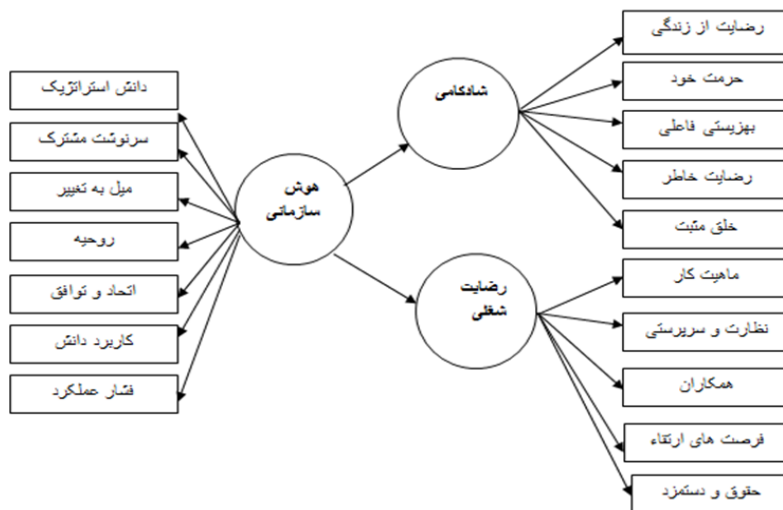 رضایت از زندگی
حرمت خود
بهزیستی فاعلی
رضایت خاطر
خلق مثبت
ماهیت کار
نظارت و سرپرستی
همکاران
فرصت های ارتقاء
حقوق و دستمزد
شادکامی
رضایت
شغلی
هوش
سازمانی
دانش استراتژیک
سرنوشت مشترک
میل به تغییر
روحیه
اتحاد و توافق
کاربرد دانش
فشار عملکرد